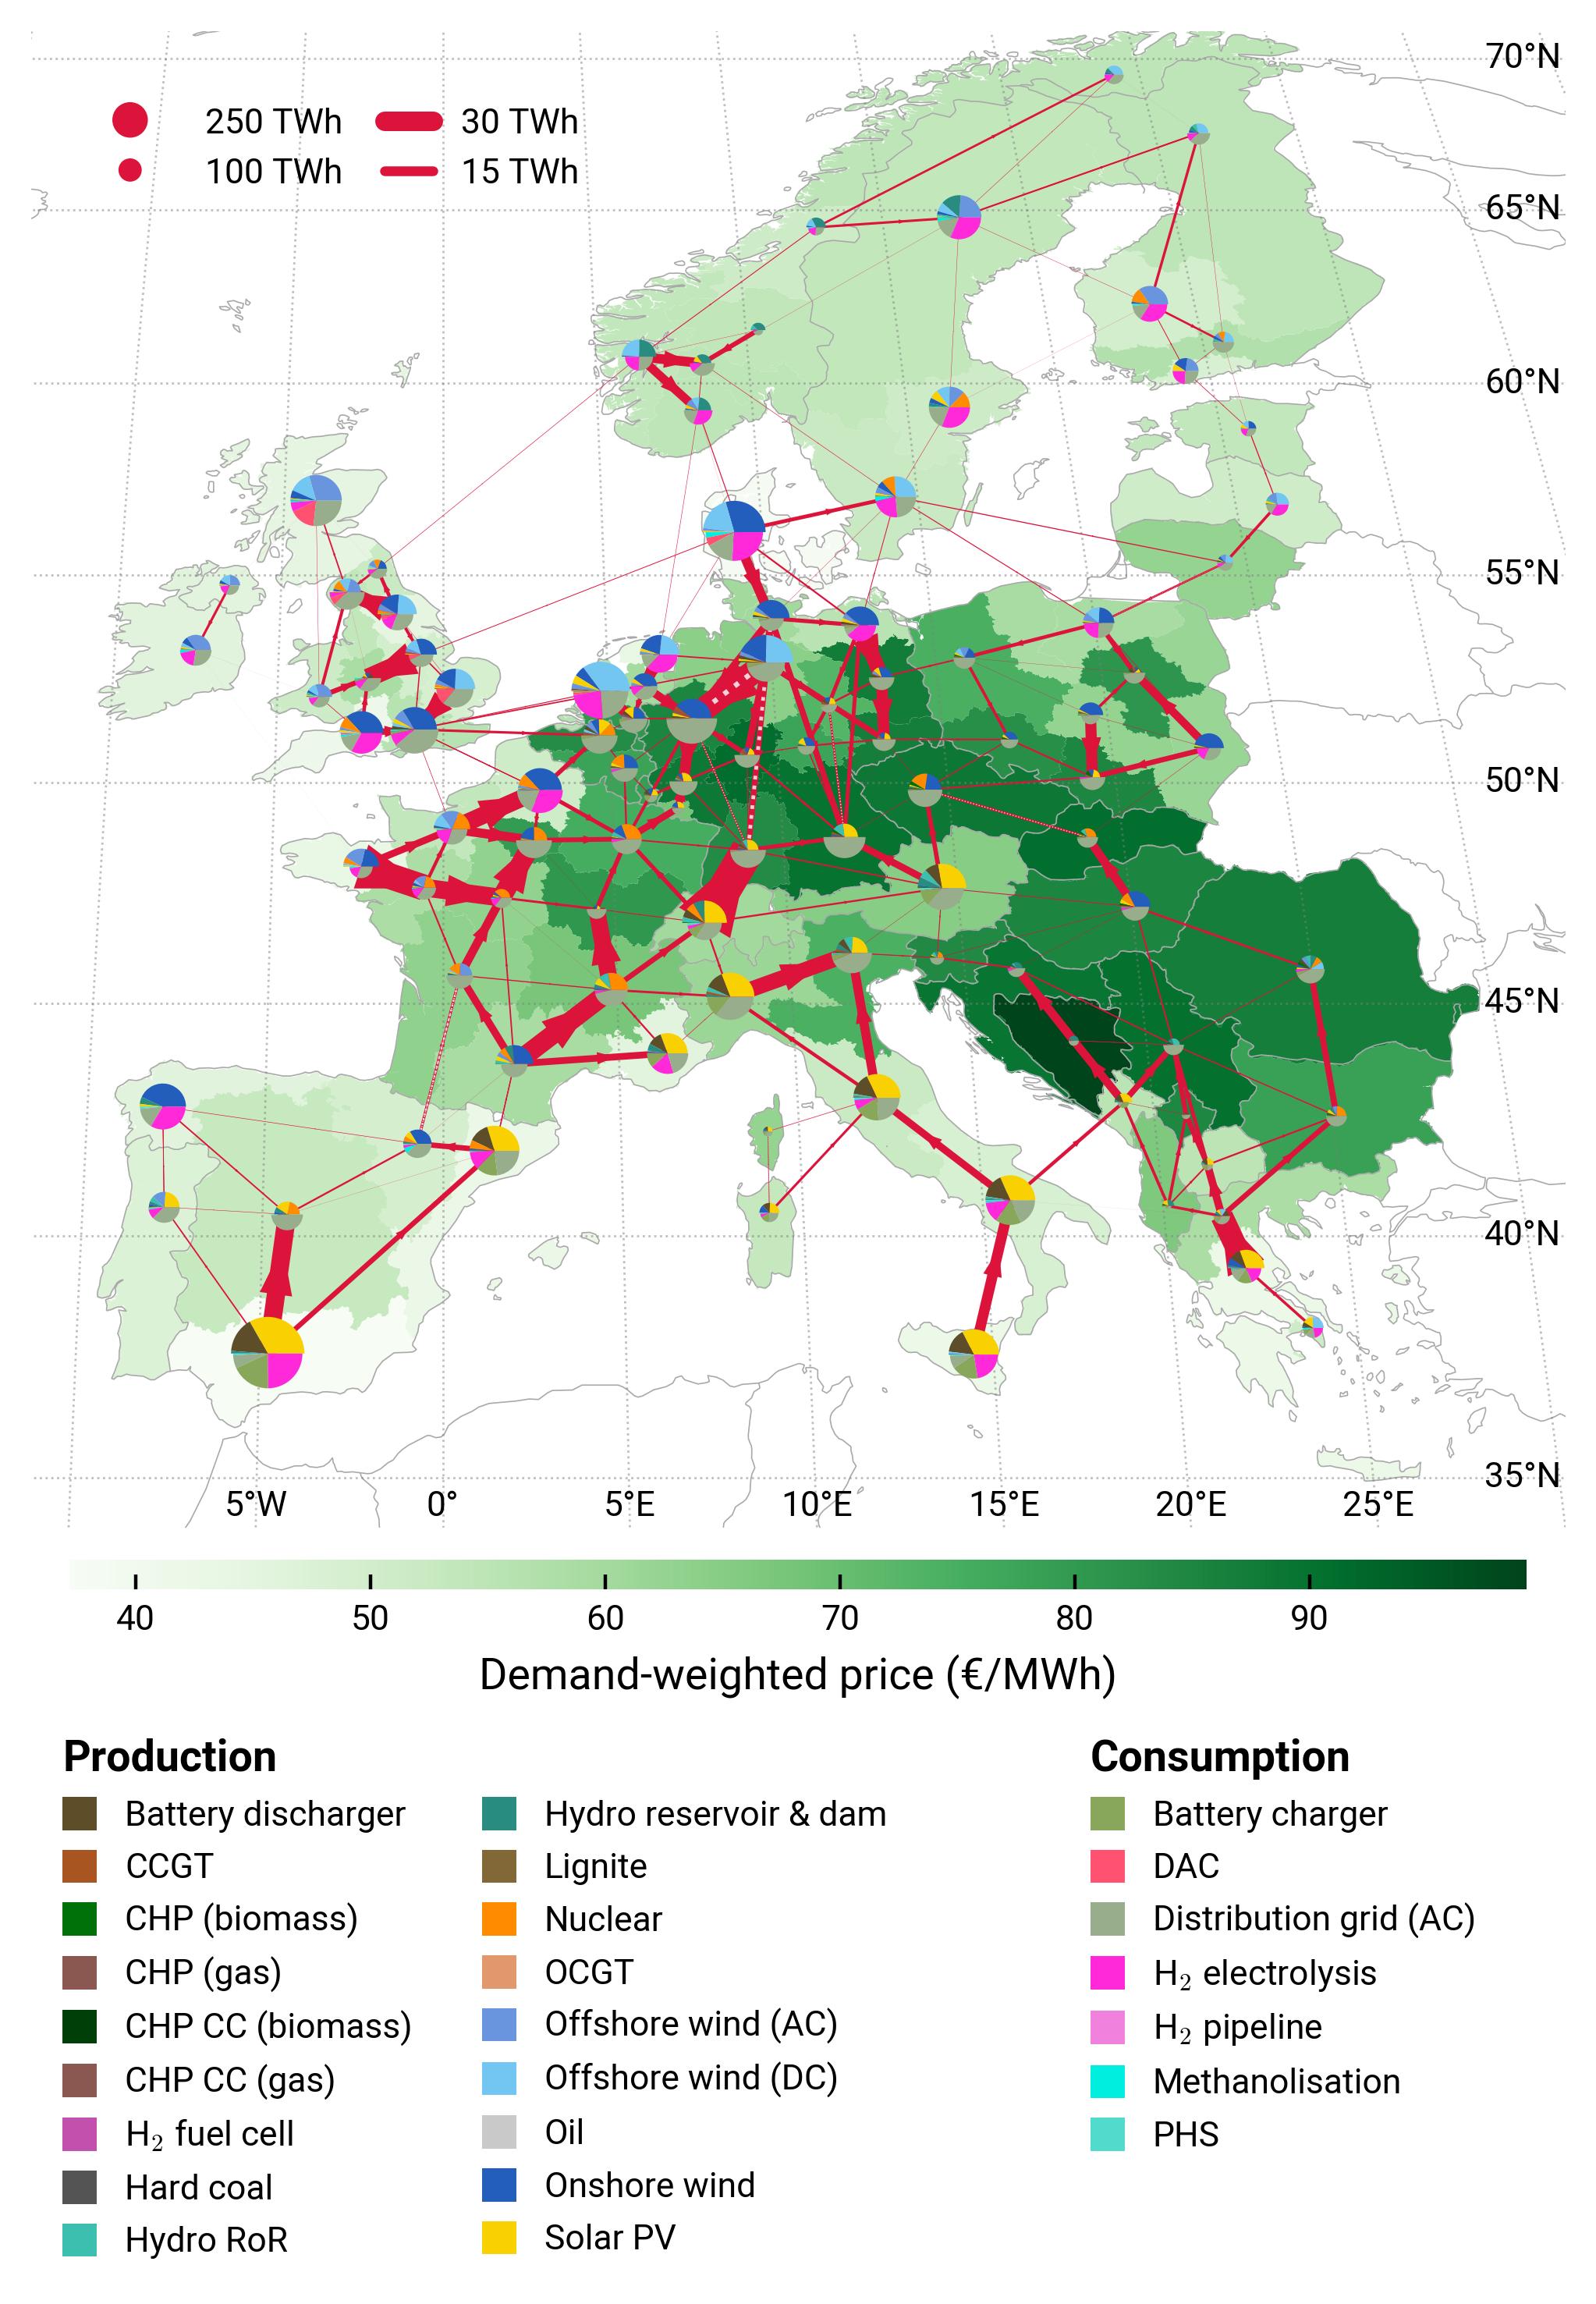 70°N
250 TWh 30 TWh
100 TWh 15 TWh
65°N
60°N
55°N
50°N
45°N
40°N
35°N
5°W 0° 5°E 10°E 15°E 20°E 25°E
40 50 60 70 80 90
Demand-weighted price (€/MWh)
Production
Battery discharger
CCGT
CHP (biomass)
CHP (gas)
CHP CC (biomass)
CHP CC (gas)
H₂ fuel cell
Hard coal
Hydro RoR
Hydro reservoir & dam
Lignite
Nuclear
OCGT
Offshore wind (AC)
Offshore wind (DC)
Oil
Onshore wind
Solar PV
Consumption
Battery charger
DAC
Distribution grid (AC)
H₂ electrolysis
H₂ pipeline
Methanolisation
PHS